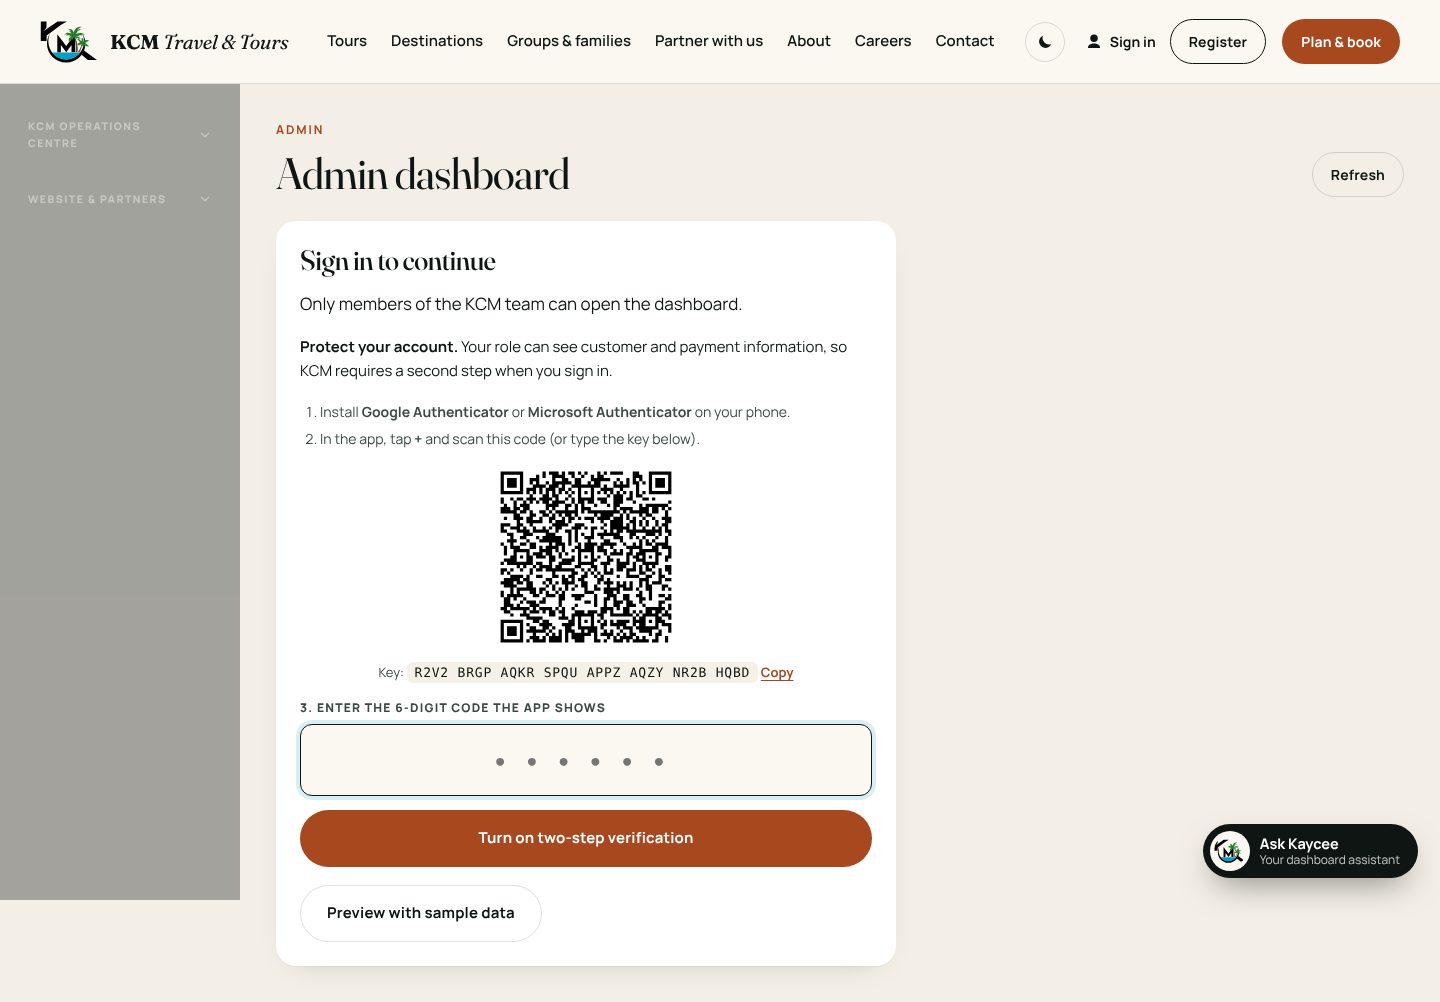 KCM Travel & Tours
Tours
Destinations
Groups & families
Partner with us
About
Careers
Contact
Sign in
Register
Plan & book
KCM OPERATIONS
CENTRE
WEBSITE & PARTNERS
ADMIN
Admin dashboard
Refresh
Sign in to continue
Only members of the KCM team can open the dashboard.
Protect your account. Your role can see customer and payment information, so
KCM requires a second step when you sign in.
1. Install Google Authenticator or Microsoft Authenticator on your phone.
2. In the app, tap + and scan this code (or type the key below).
Key: R2V2 BRGP AQKR SPQU APPZ AQZY NR2B HQBD Copy
3. ENTER THE 6-DIGIT CODE THE APP SHOWS
Turn on two-step verification
Preview with sample data
Ask Kaycee
Your dashboard assistant